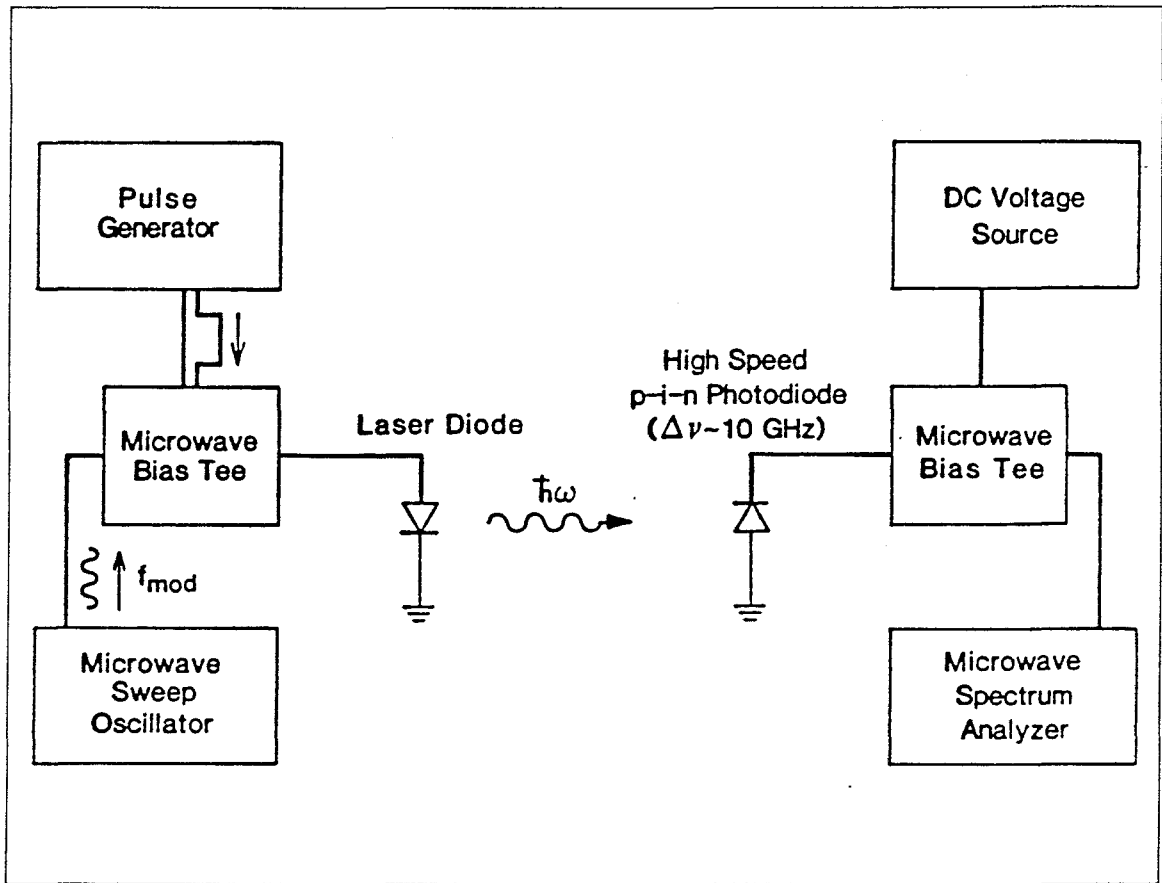 Pulse
Generator
DC Voltage
Source
High Speed
p-i-n Photodiode
(Δν~10 GHz)
Microwave
Bias Tee
Laser Diode
Microwave
Bias Tee
ħω
f_mod
Microwave
Sweep
Oscillator
Microwave
Spectrum
Analyzer